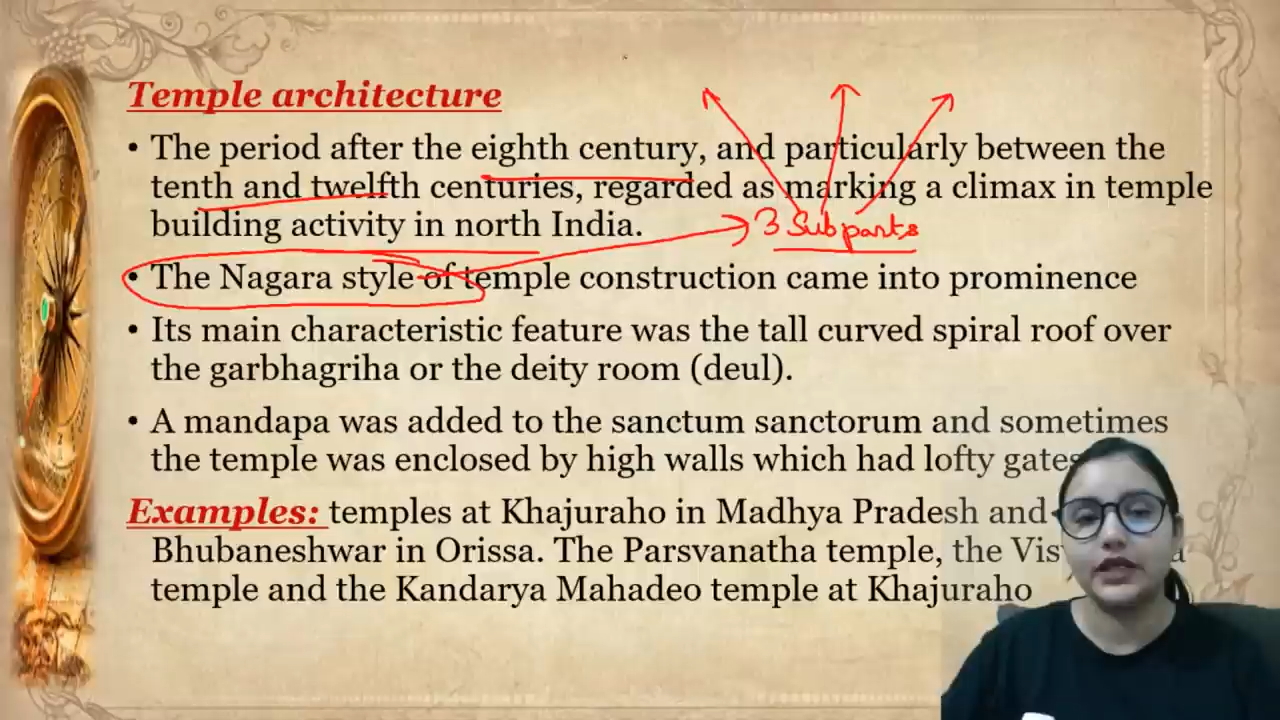 Temple architecture
• The period after the eighth century, and particularly between the
tenth and twelfth centuries, regarded as marking a climax in temple
building activity in north India.
3 Sub parts
• The Nagara style of temple construction came into prominence
• Its main characteristic feature was the tall curved spiral roof over
the garbhagriha or the deity room (deul).
• A mandapa was added to the sanctum sanctorum and sometimes
the temple was enclosed by high walls which had lofty gates
Examples: temples at Khajuraho in Madhya Pradesh and
Bhubaneshwar in Orissa. The Parsvanatha temple, the
temple and the Kandarya Mahadeo temple at Khajuraho